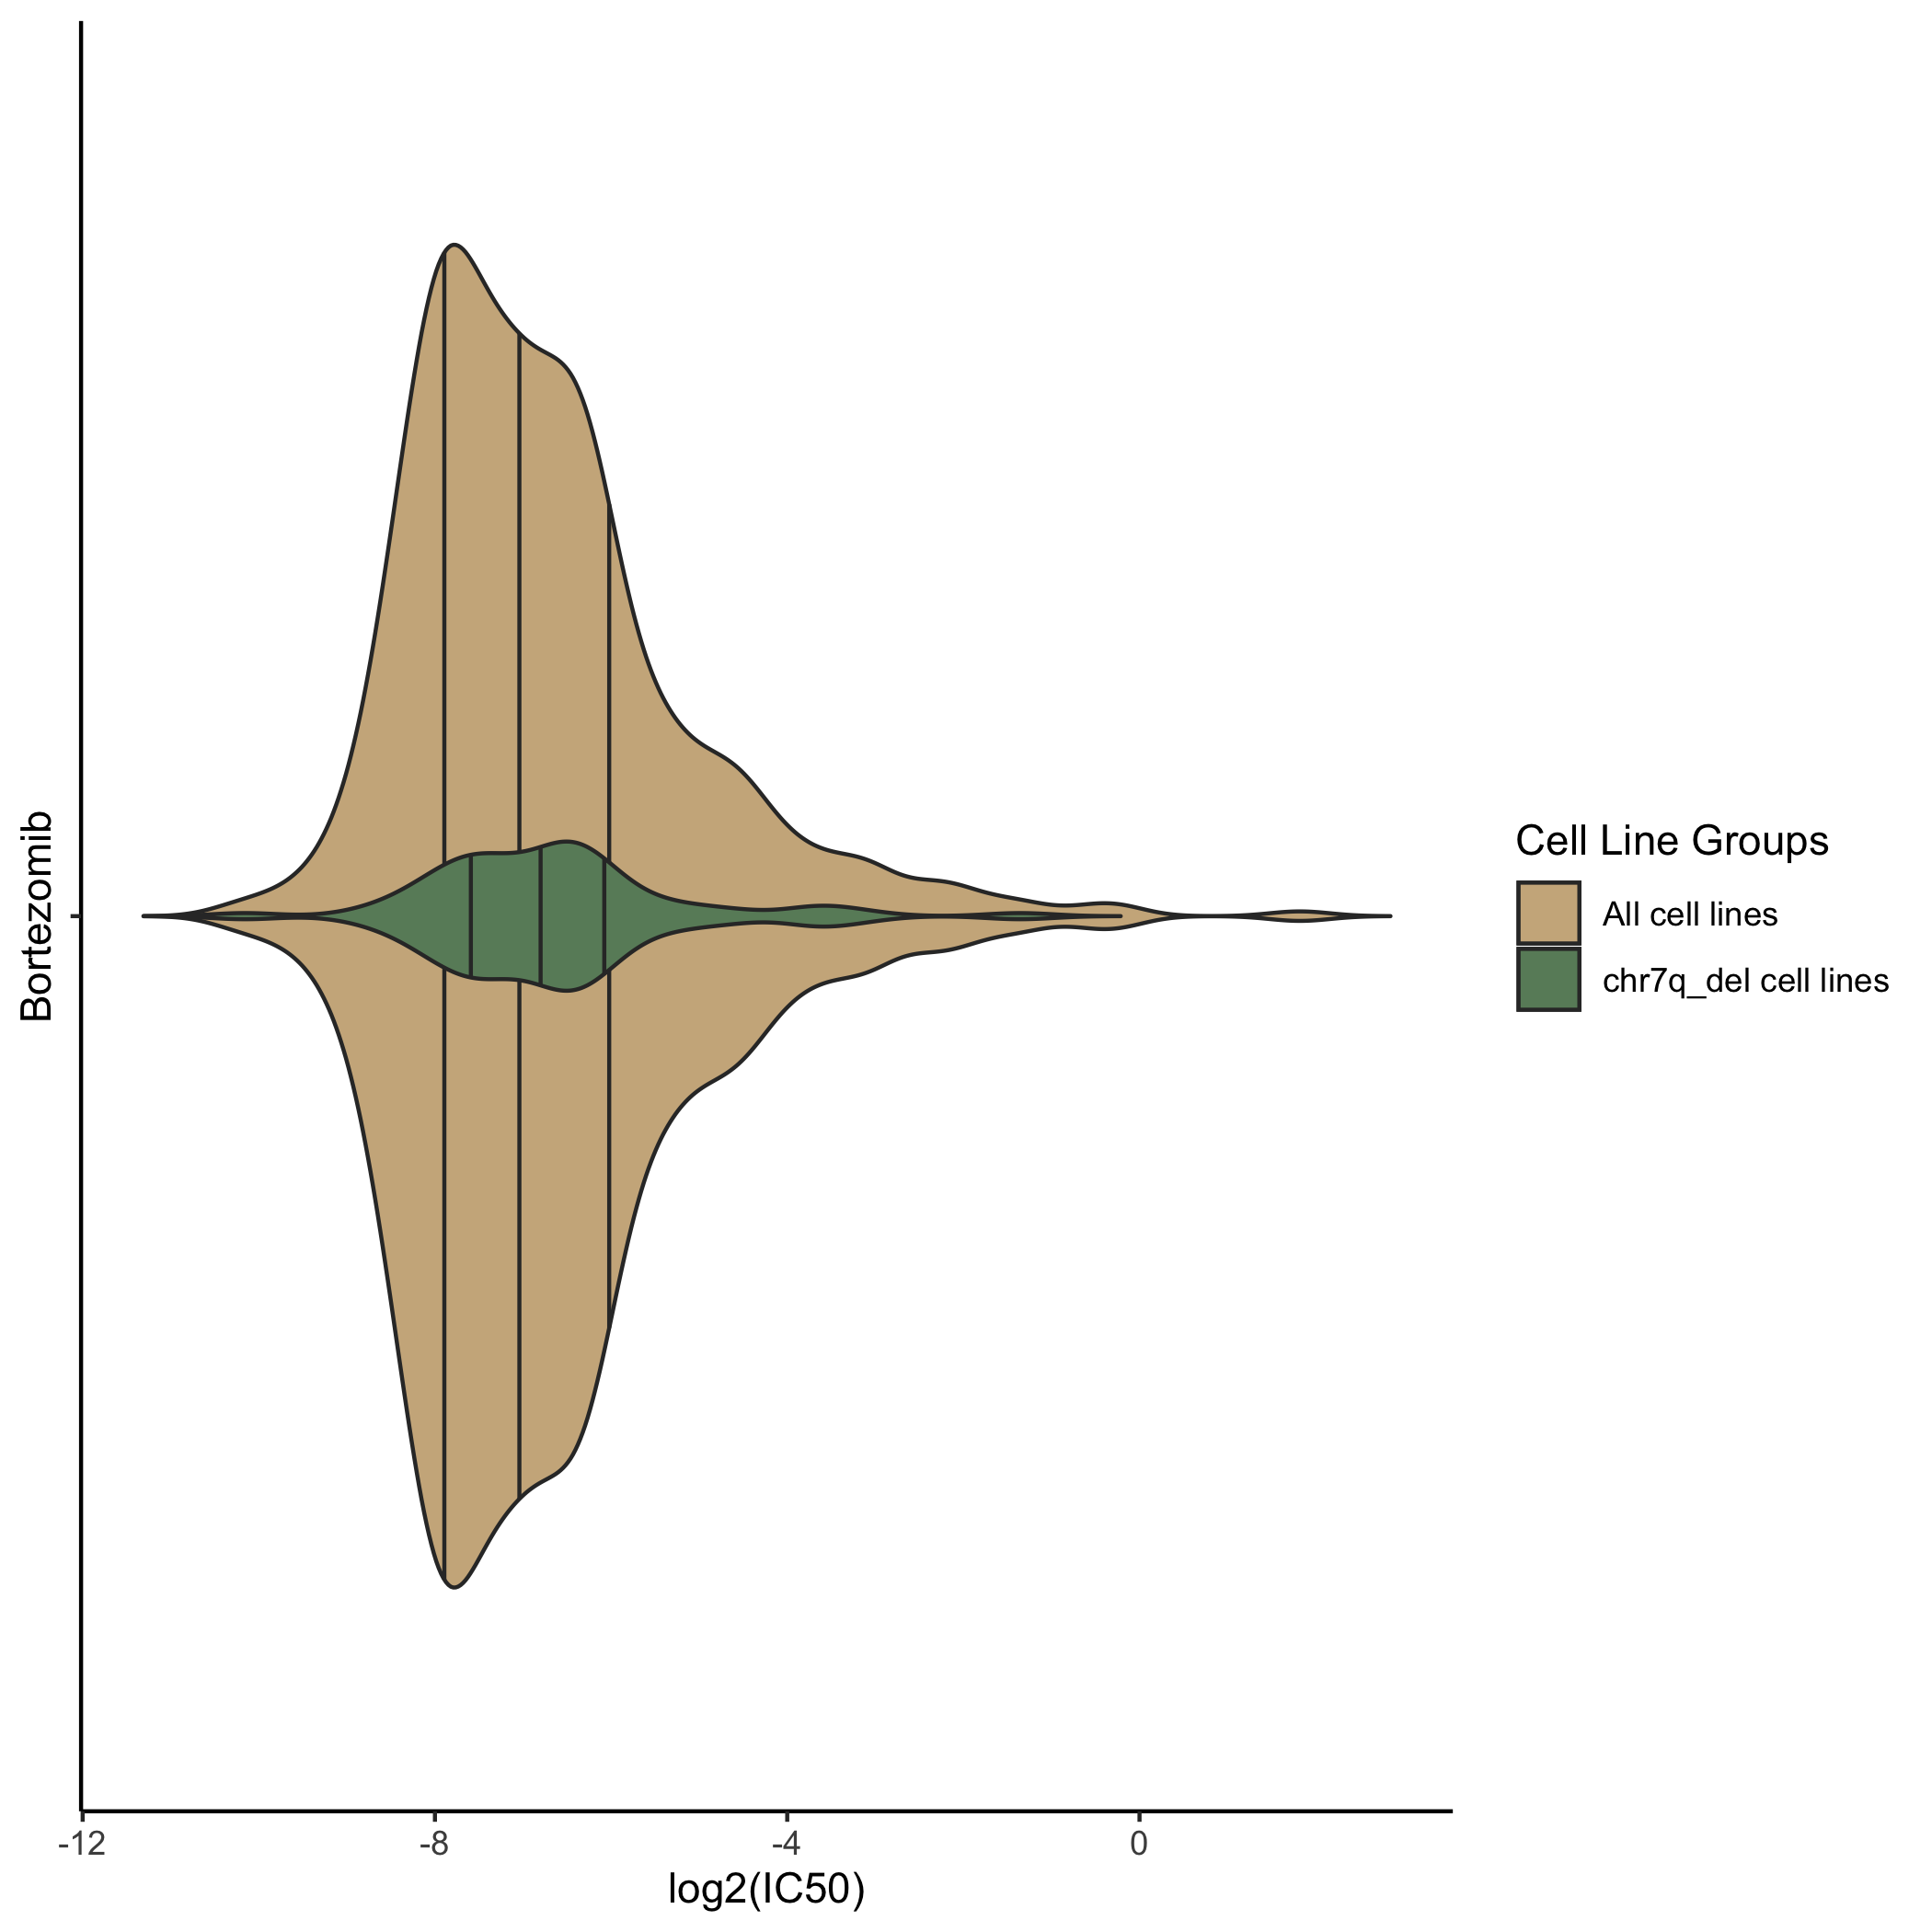 Bortezomib
-12
-8
-4
0
log2(IC50)
Cell Line Groups
All cell lines
chr7q_del cell lines